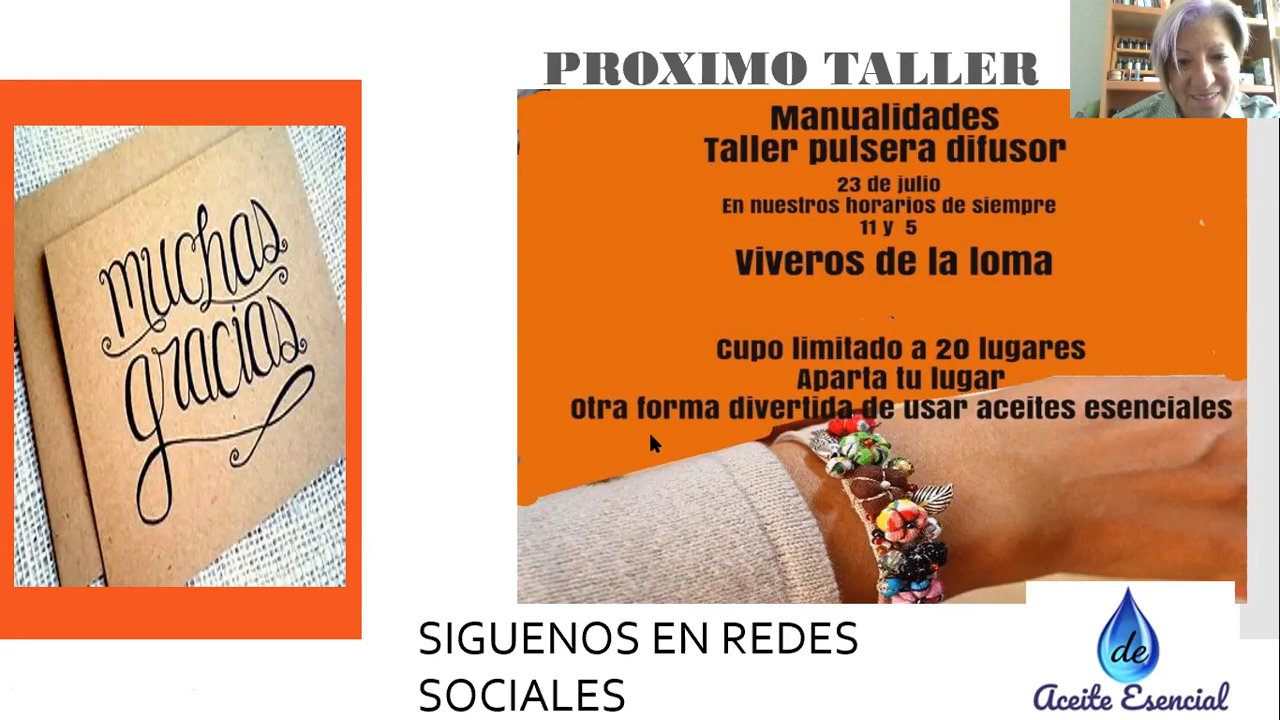 PROXIMO TALLER
Manualidades
Taller pulsera difusor
23 de julio
En nuestros horarios de siempre
11 y 5
Viveros de la loma
Cupo limitado a 20 lugares
Aparta tu lugar
Otra forma divertida de usar aceites esenciales
muchas
gracias
SIGUENOS EN REDES
SOCIALES
de
Aceite Esencial